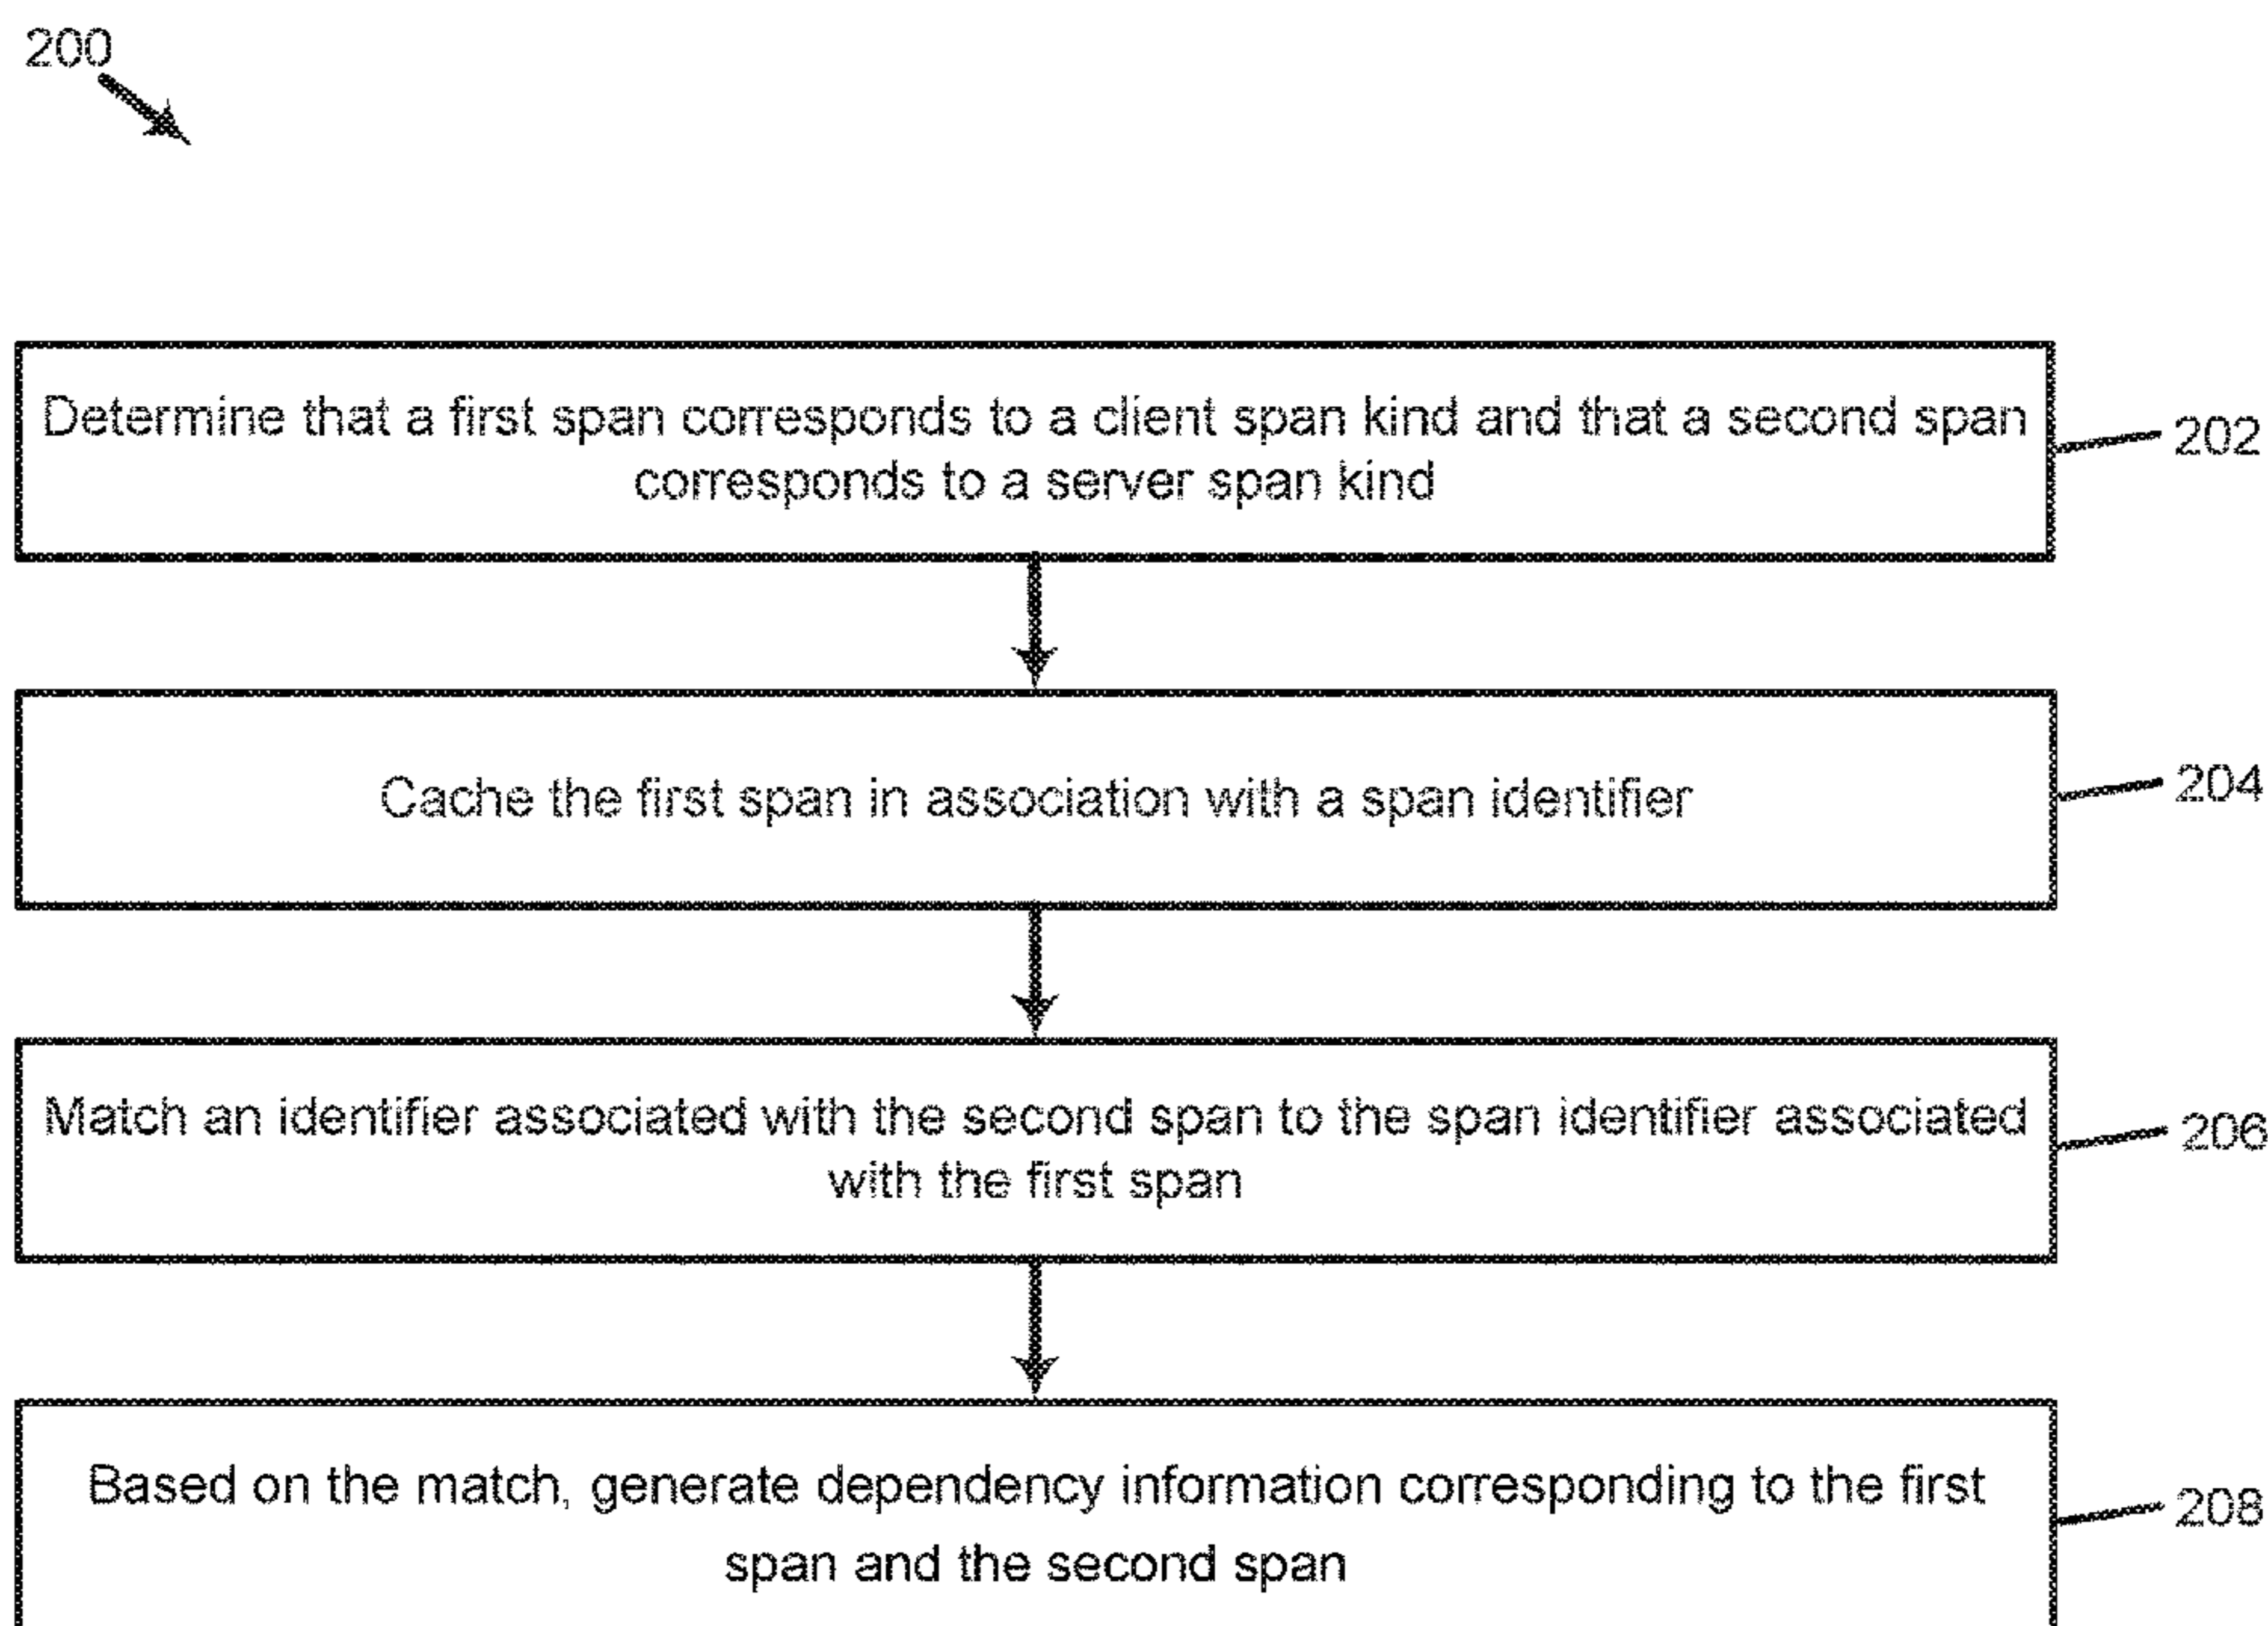 200
Determine that a first span corresponds to a client span kind and that a second span
corresponds to a server span kind
202
Cache the first span in association with a span identifier
204
Match an identifier associated with the second span to the span identifier associated
with the first span
206
Based on the match, generate dependency information corresponding to the first
span and the second span
208